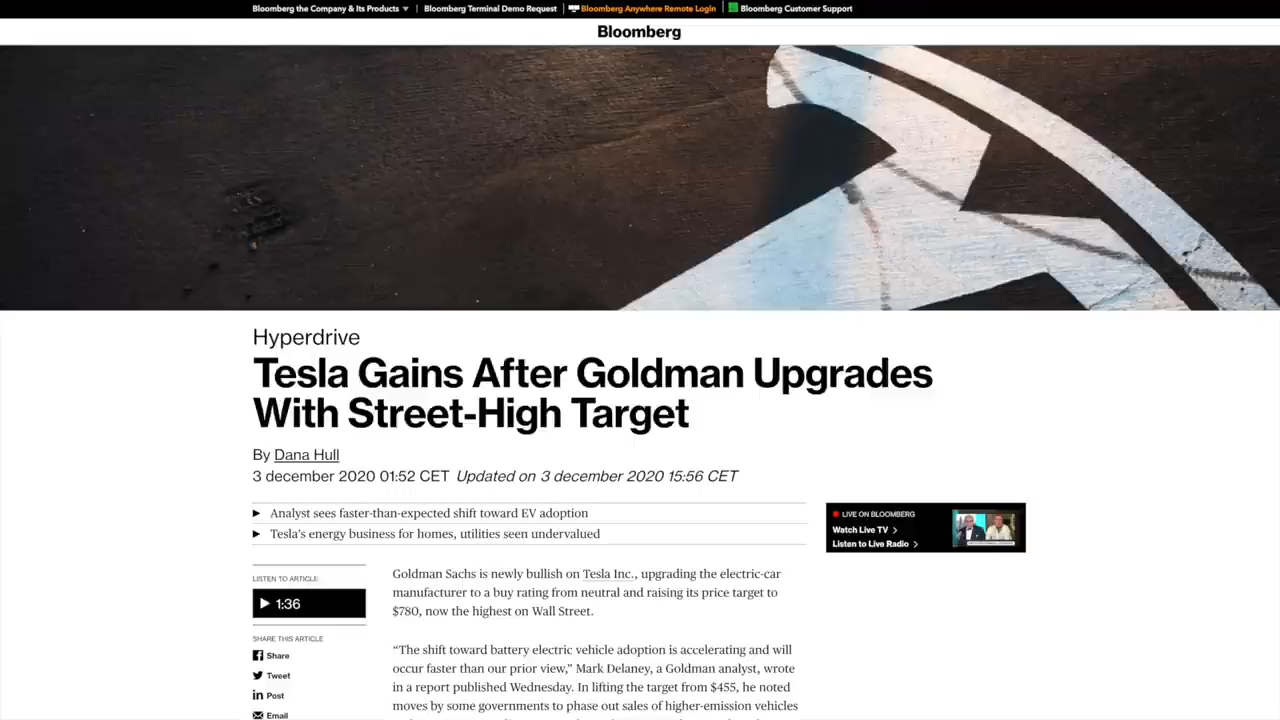 Bloomberg the Company & Its Products ▼ | Bloomberg Terminal Demo Request | Bloomberg Anywhere Remote Login | Bloomberg Customer Support
Bloomberg
Hyperdrive
Tesla Gains After Goldman Upgrades
With Street-High Target
By Dana Hull
3 december 2020 01:52 CET Updated on 3 december 2020 15:56 CET
► Analyst sees faster-than-expected shift toward EV adoption
► Tesla's energy business for homes, utilities seen undervalued
LIVE ON BLOOMBERG
Watch Live TV >
Listen to Live Radio >
LISTEN TO ARTICLE
1:36
SHARE THIS ARTICLE
Share
Tweet
Post
Email
Goldman Sachs is newly bullish on Tesla Inc., upgrading the electric-car
manufacturer to a buy rating from neutral and raising its price target to
$780, now the highest on Wall Street.
“The shift toward battery electric vehicle adoption is accelerating and will
occur faster than our prior view,” Mark Delaney, a Goldman analyst, wrote
in a report published Wednesday. In lifting the target from $455, he noted
moves by some governments to phase out sales of higher-emission vehicles